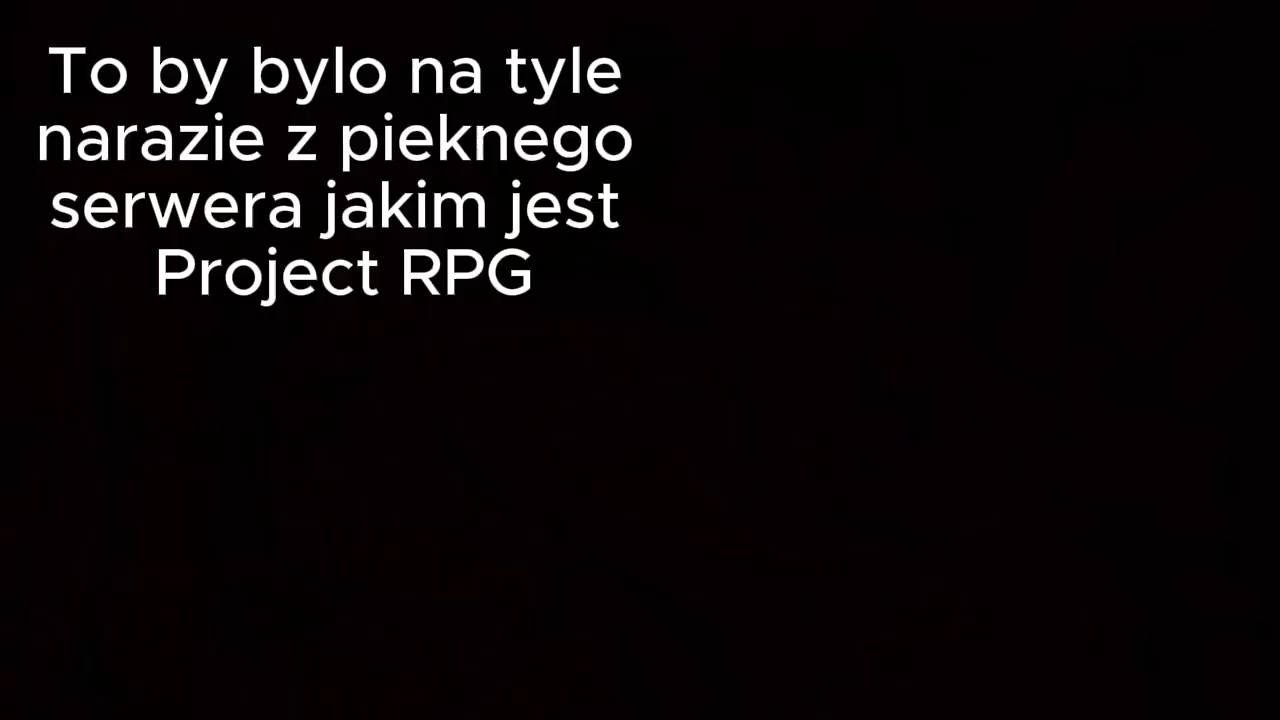 To by bylo na tyle
narazie z pieknego
serwera jakim jest
Project RPG